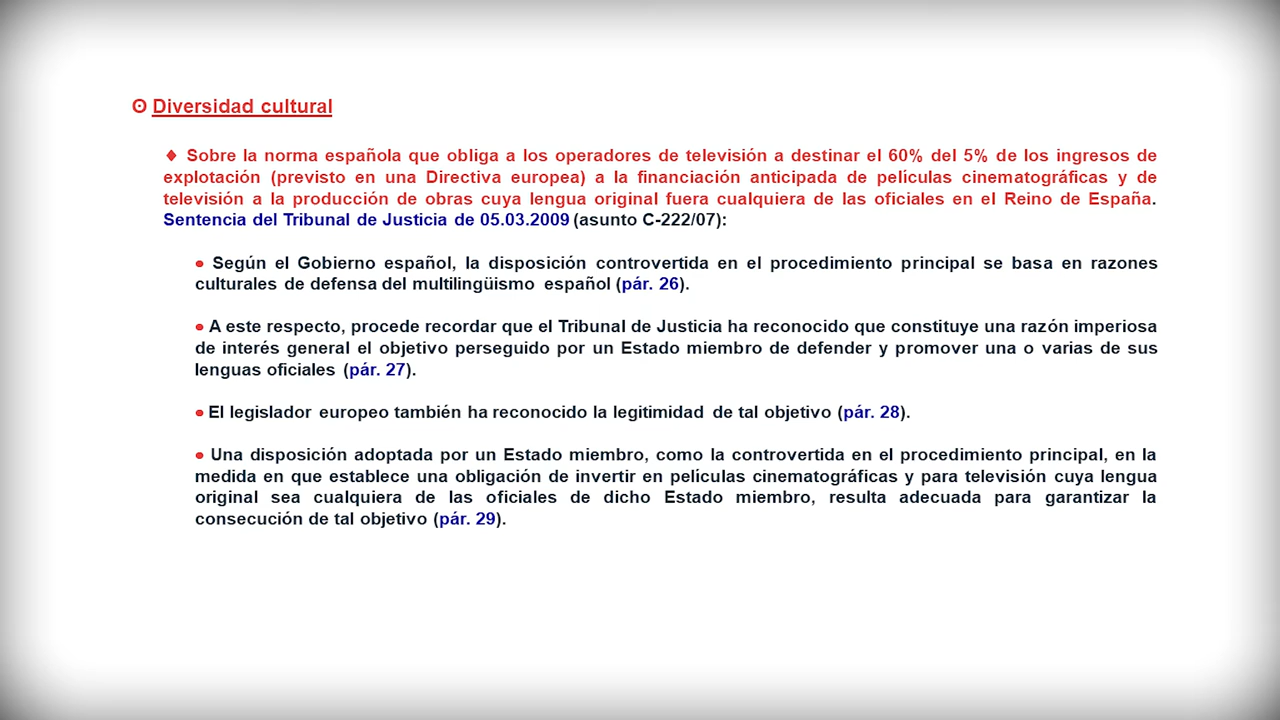 ʘ Diversidad cultural
♦ Sobre la norma española que obliga a los operadores de televisión a destinar el 60% del 5% de los ingresos de
explotación (previsto en una Directiva europea) a la financiación anticipada de películas cinematográficas y de
televisión a la producción de obras cuya lengua original fuera cualquiera de las oficiales en el Reino de España.
Sentencia del Tribunal de Justicia de 05.03.2009 (asunto C-222/07):
● Según el Gobierno español, la disposición controvertida en el procedimiento principal se basa en razones
culturales de defensa del multilingüismo español (pár. 26).
● A este respecto, procede recordar que el Tribunal de Justicia ha reconocido que constituye una razón imperiosa
de interés general el objetivo perseguido por un Estado miembro de defender y promover una o varias de sus
lenguas oficiales (pár. 27).
● El legislador europeo también ha reconocido la legitimidad de tal objetivo (pár. 28).
● Una disposición adoptada por un Estado miembro, como la controvertida en el procedimiento principal, en la
medida en que establece una obligación de invertir en películas cinematográficas y para televisión cuya lengua
original sea cualquiera de las oficiales de dicho Estado miembro, resulta adecuada para garantizar la
consecución de tal objetivo (pár. 29).